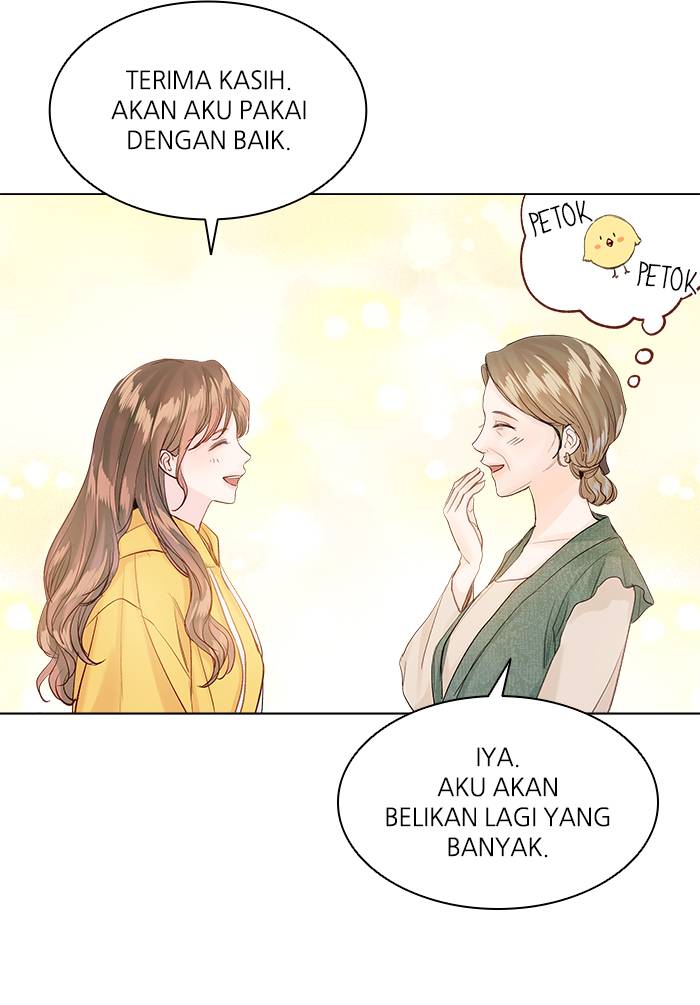 TERIMA KASIH.
AKAN AKU PAKAI
DENGAN BAIK.
PETOK
PETOK
IYA.
AKU AKAN
BELIKAN LAGI YANG
BANYAK.